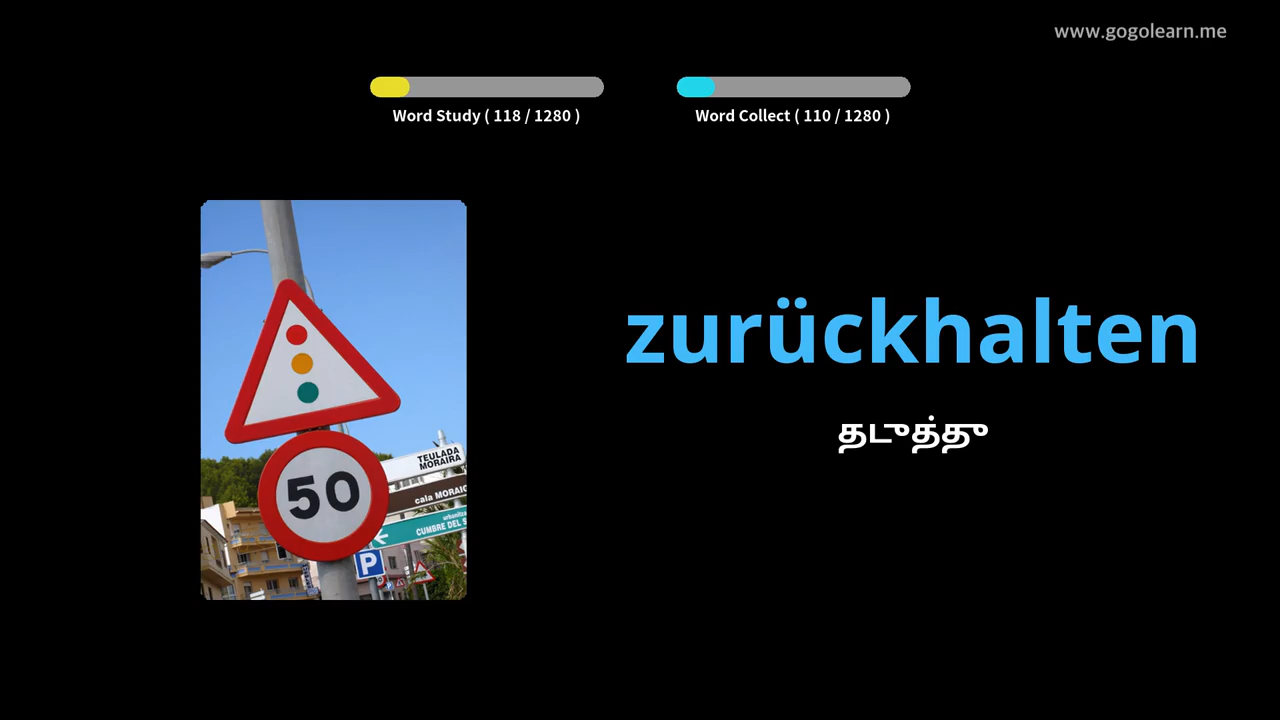 www.gogolearn.me
Word Study ( 118 / 1280 )
Word Collect ( 110 / 1280 )
zurückhalten
தடுத்து
50
TEULADA
MORAIRA
cala MORAIG
CUMBRE DEL S
P